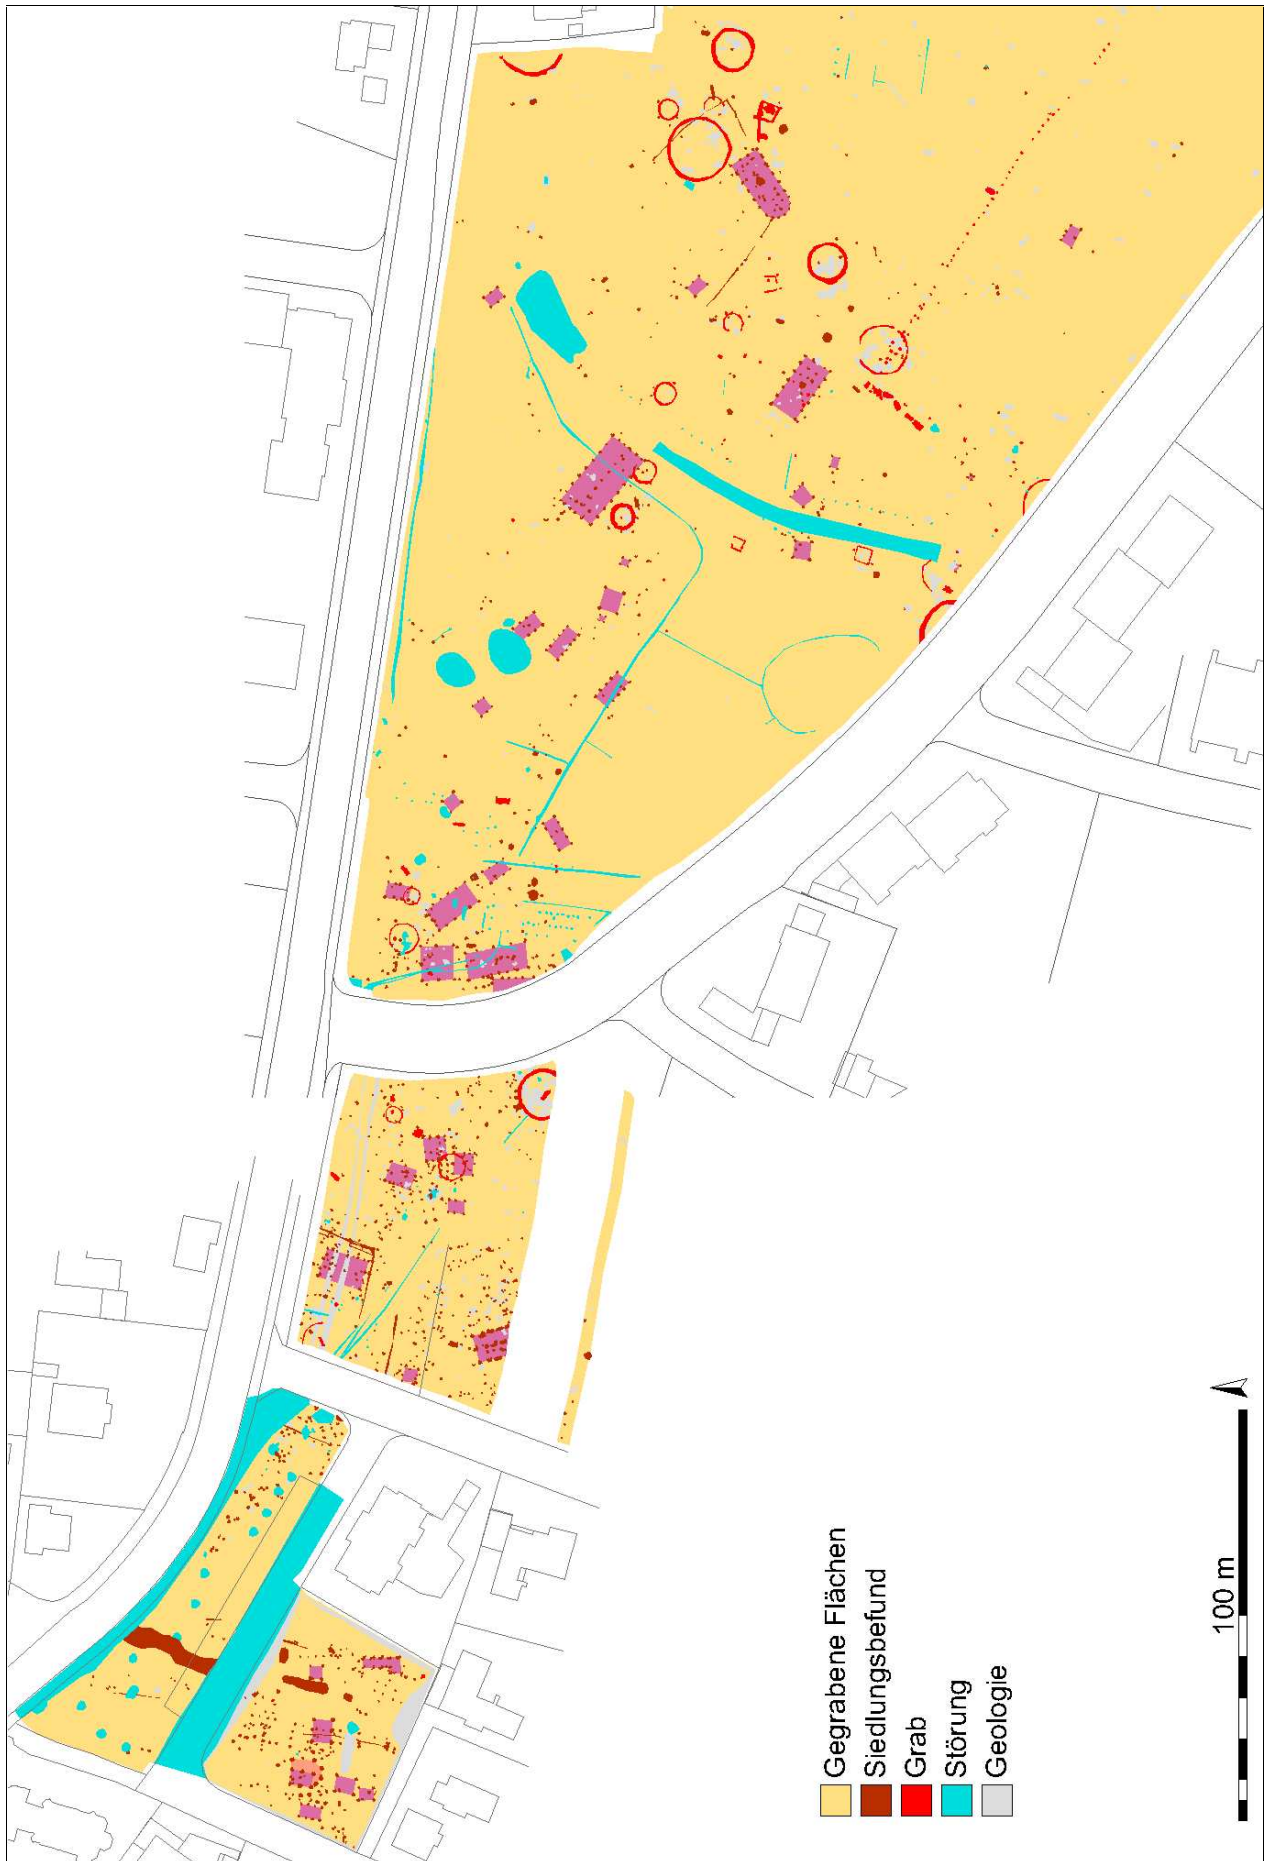 Gegrabene Flächen
Siedlungsbefund
Grab
Störung
Geologie
100 m